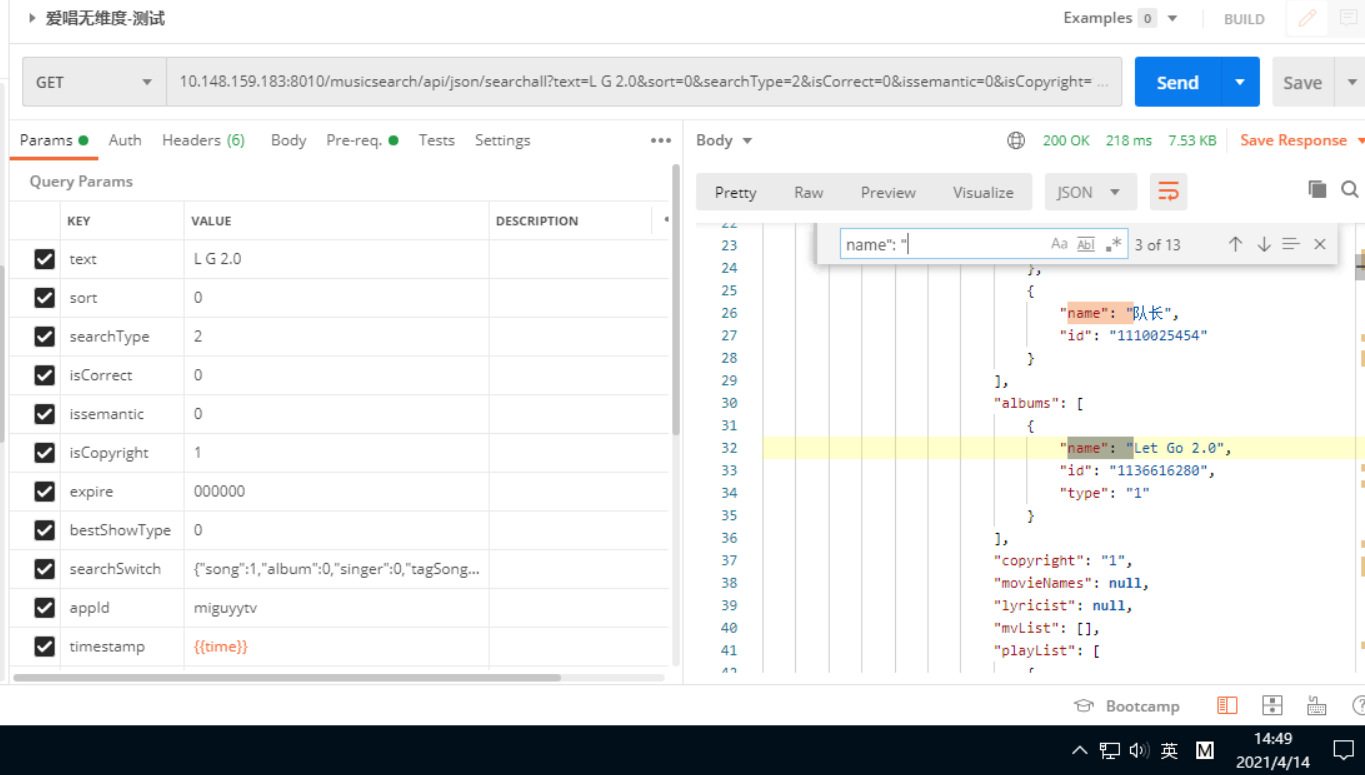 爱唱无维度-测试
Examples 0
BUILD
GET
10.148.159.183:8010/musicsearch/api/json/searchall?text=L G 2.0&sort=0&searchType=2&isCorrect=0&issemantic=0&isCopyright= ...
Send
Save
Params
Auth
Headers (6)
Body
Pre-req.
Tests
Settings
Query Params
KEY VALUE DESCRIPTION
text L G 2.0
sort 0
searchType 2
isCorrect 0
issemantic 0
isCopyright 1
expire 000000
bestShowType 0
searchSwitch {"song":1,"album":0,"singer":0,"tagSong...
appId miguyytv
timestamp {{time}}
Body
200 OK 218 ms 7.53 KB Save Response
Pretty Raw Preview Visualize JSON
name": " Aa Abl .* 3 of 13
22
23
24 },
25 {
26 "name": "队长",
27 "id": "1110025454"
28 }
29 ],
30 "albums": [
31 {
32 "name": "Let Go 2.0",
33 "id": "1136616280",
34 "type": "1"
35 }
36 ],
37 "copyright": "1",
38 "movieNames": null,
39 "lyricist": null,
40 "mvList": [],
41 "playList": [
42 {
Bootcamp
英 M 14:49
2021/4/14